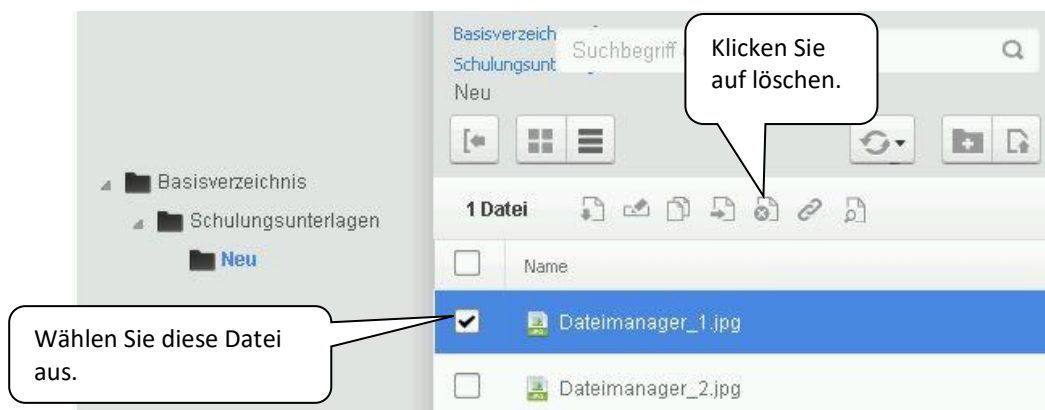 Basisverzeich
Schulungsunt
Neu
Suchbegriff
Klicken Sie
auf löschen.
Basisverzeichnis
Schulungsunterlagen
Neu
1 Datei
Name
Wählen Sie diese Datei
aus.
Dateimanager_1.jpg
Dateimanager_2.jpg